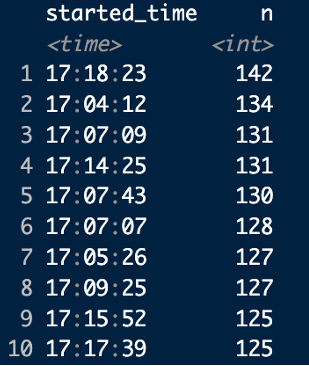 started_time n
<time> <int>
1 17:18:23 142
2 17:04:12 134
3 17:07:09 131
4 17:14:25 131
5 17:07:43 130
6 17:07:07 128
7 17:05:26 127
8 17:09:25 127
9 17:15:52 125
10 17:17:39 125